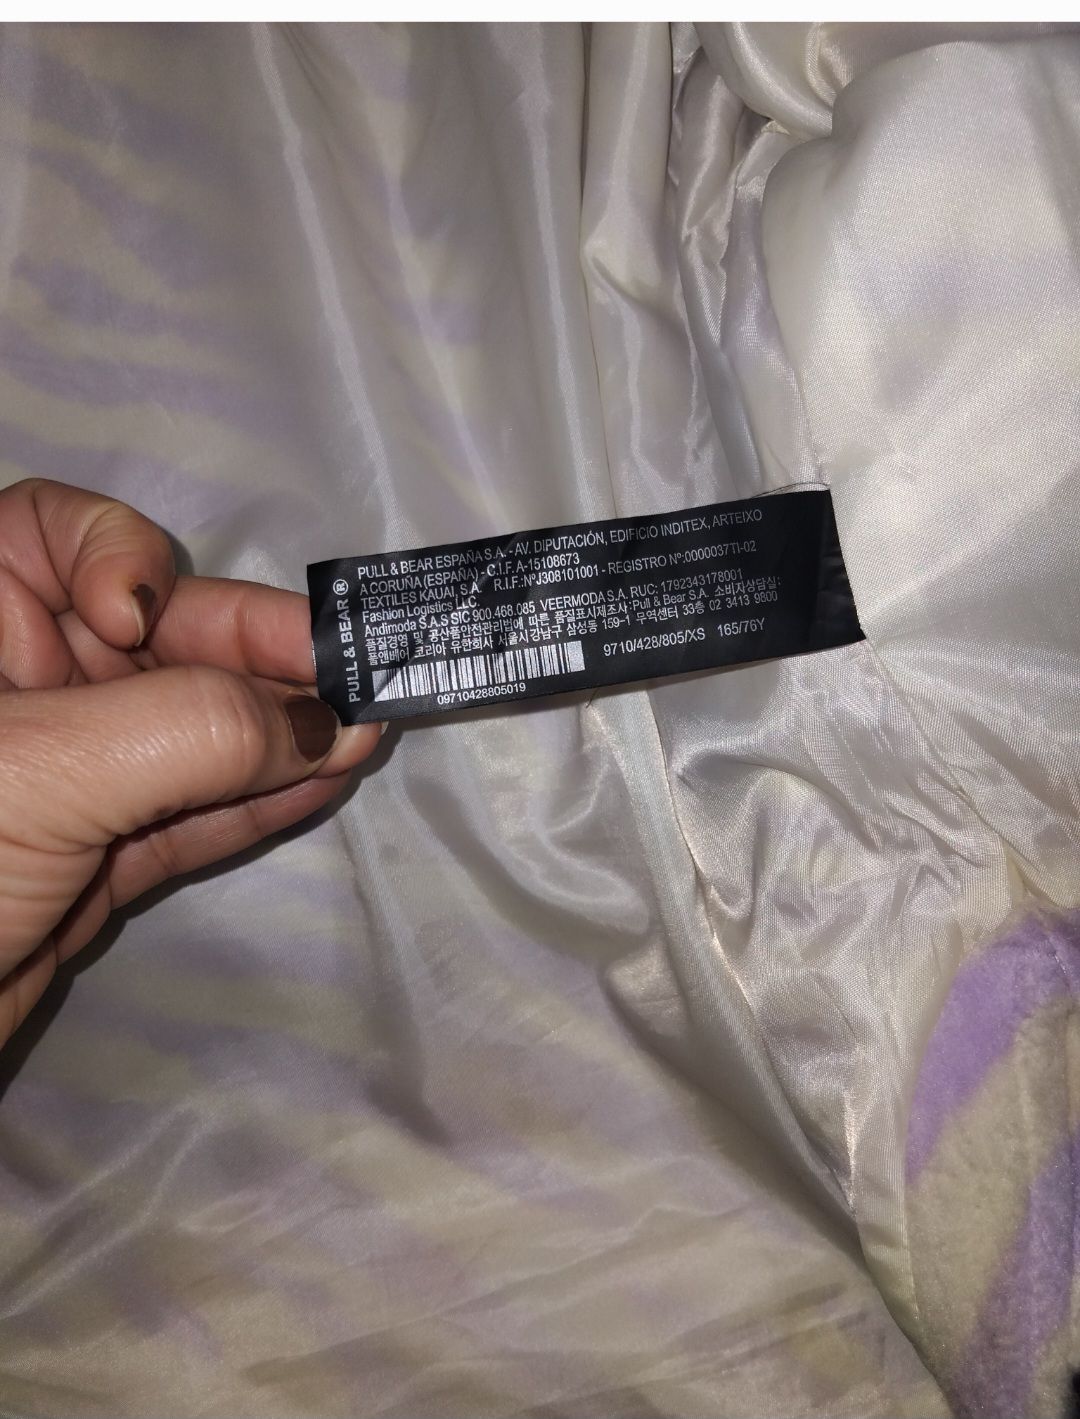 PULL & BEAR ®
PULL & BEAR ESPAÑA S.A. - AV. DIPUTACIÓN, EDIFICIO INDITEX, ARTEIXO
A CORUÑA (ESPAÑA) - C.I.F. A-15108673
TEXTILES KAUAI, S.A. R.I.F.:NºJ308101001 - REGISTRO Nº:0000037TI-02
Fashion Logistics LLC.
Andimoda S.A.S SIC 900.468.085 VEERMODA S.A. RUC: 1792343178001
품질경영 및 공산품안전관리법에 따른 품질표시제조사:Pull & Bear S.A. 소비자상담실:
풀앤베어 코리아 유한회사 서울시 강남구 삼성동 159-1 무역센터 33층 02 3413 9800
9710/428/805/XS 165/76Y
09710428805019